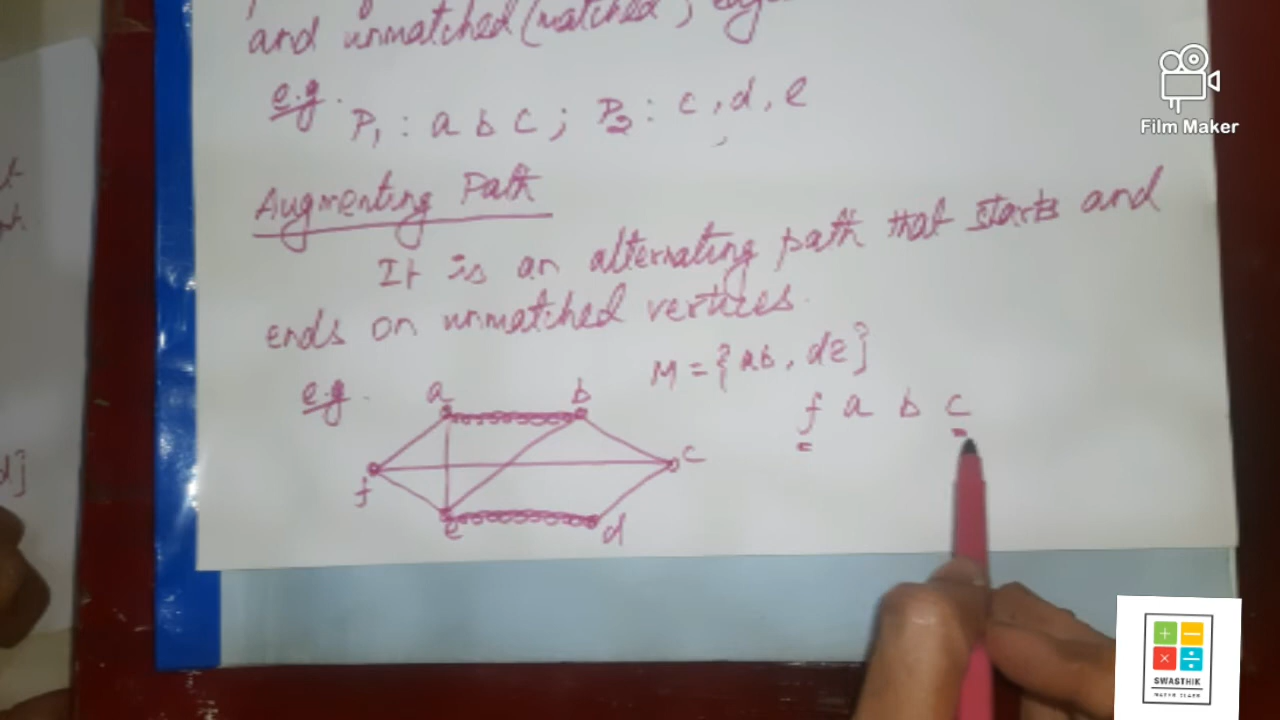 and unmatched (matched) edges
e.g. P₁ : a b c ; P₂ : c, d, e
Augmenting Path
It is an alternating path that starts and
ends on unmatched vertices.
M = {ab, de}
e.g. a b
f a b c
c
f
e d
d]
Film Maker
SWASTHIK